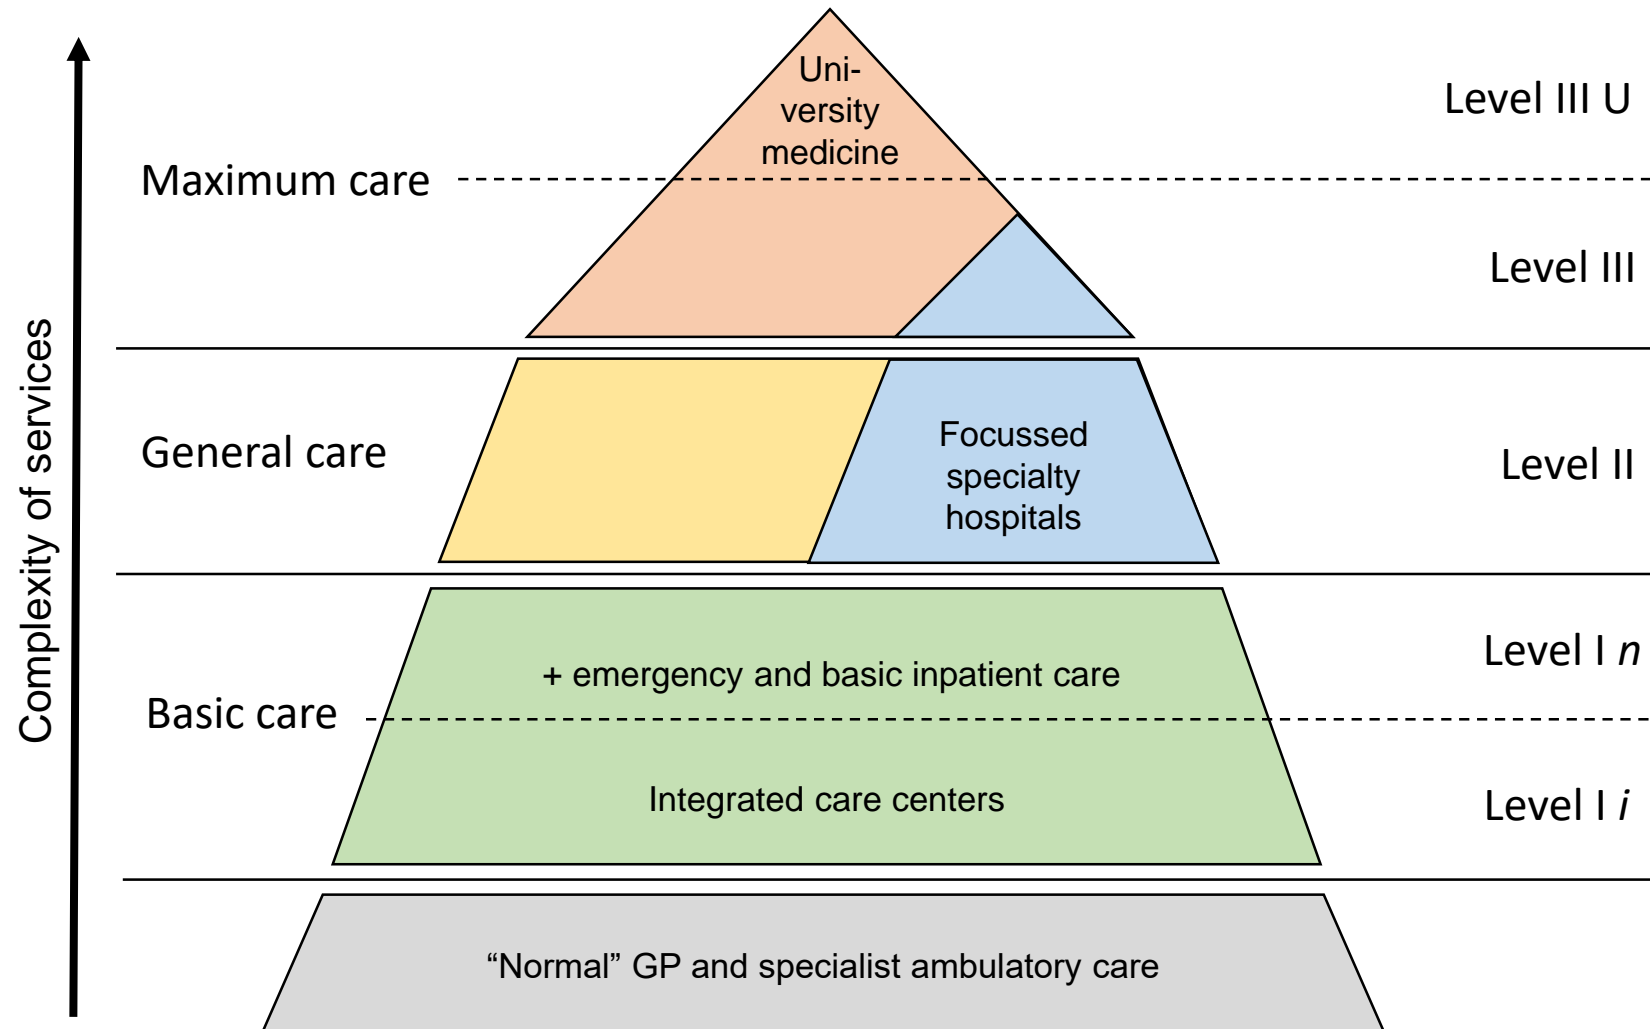 Complexity of services
Uni-
versity
medicine
Level III U
Maximum care
Level III
General care
Focussed
specialty
hospitals
Level II
+ emergency and basic inpatient care
Level I n
Basic care
Integrated care centers
Level I i
“Normal” GP and specialist ambulatory care